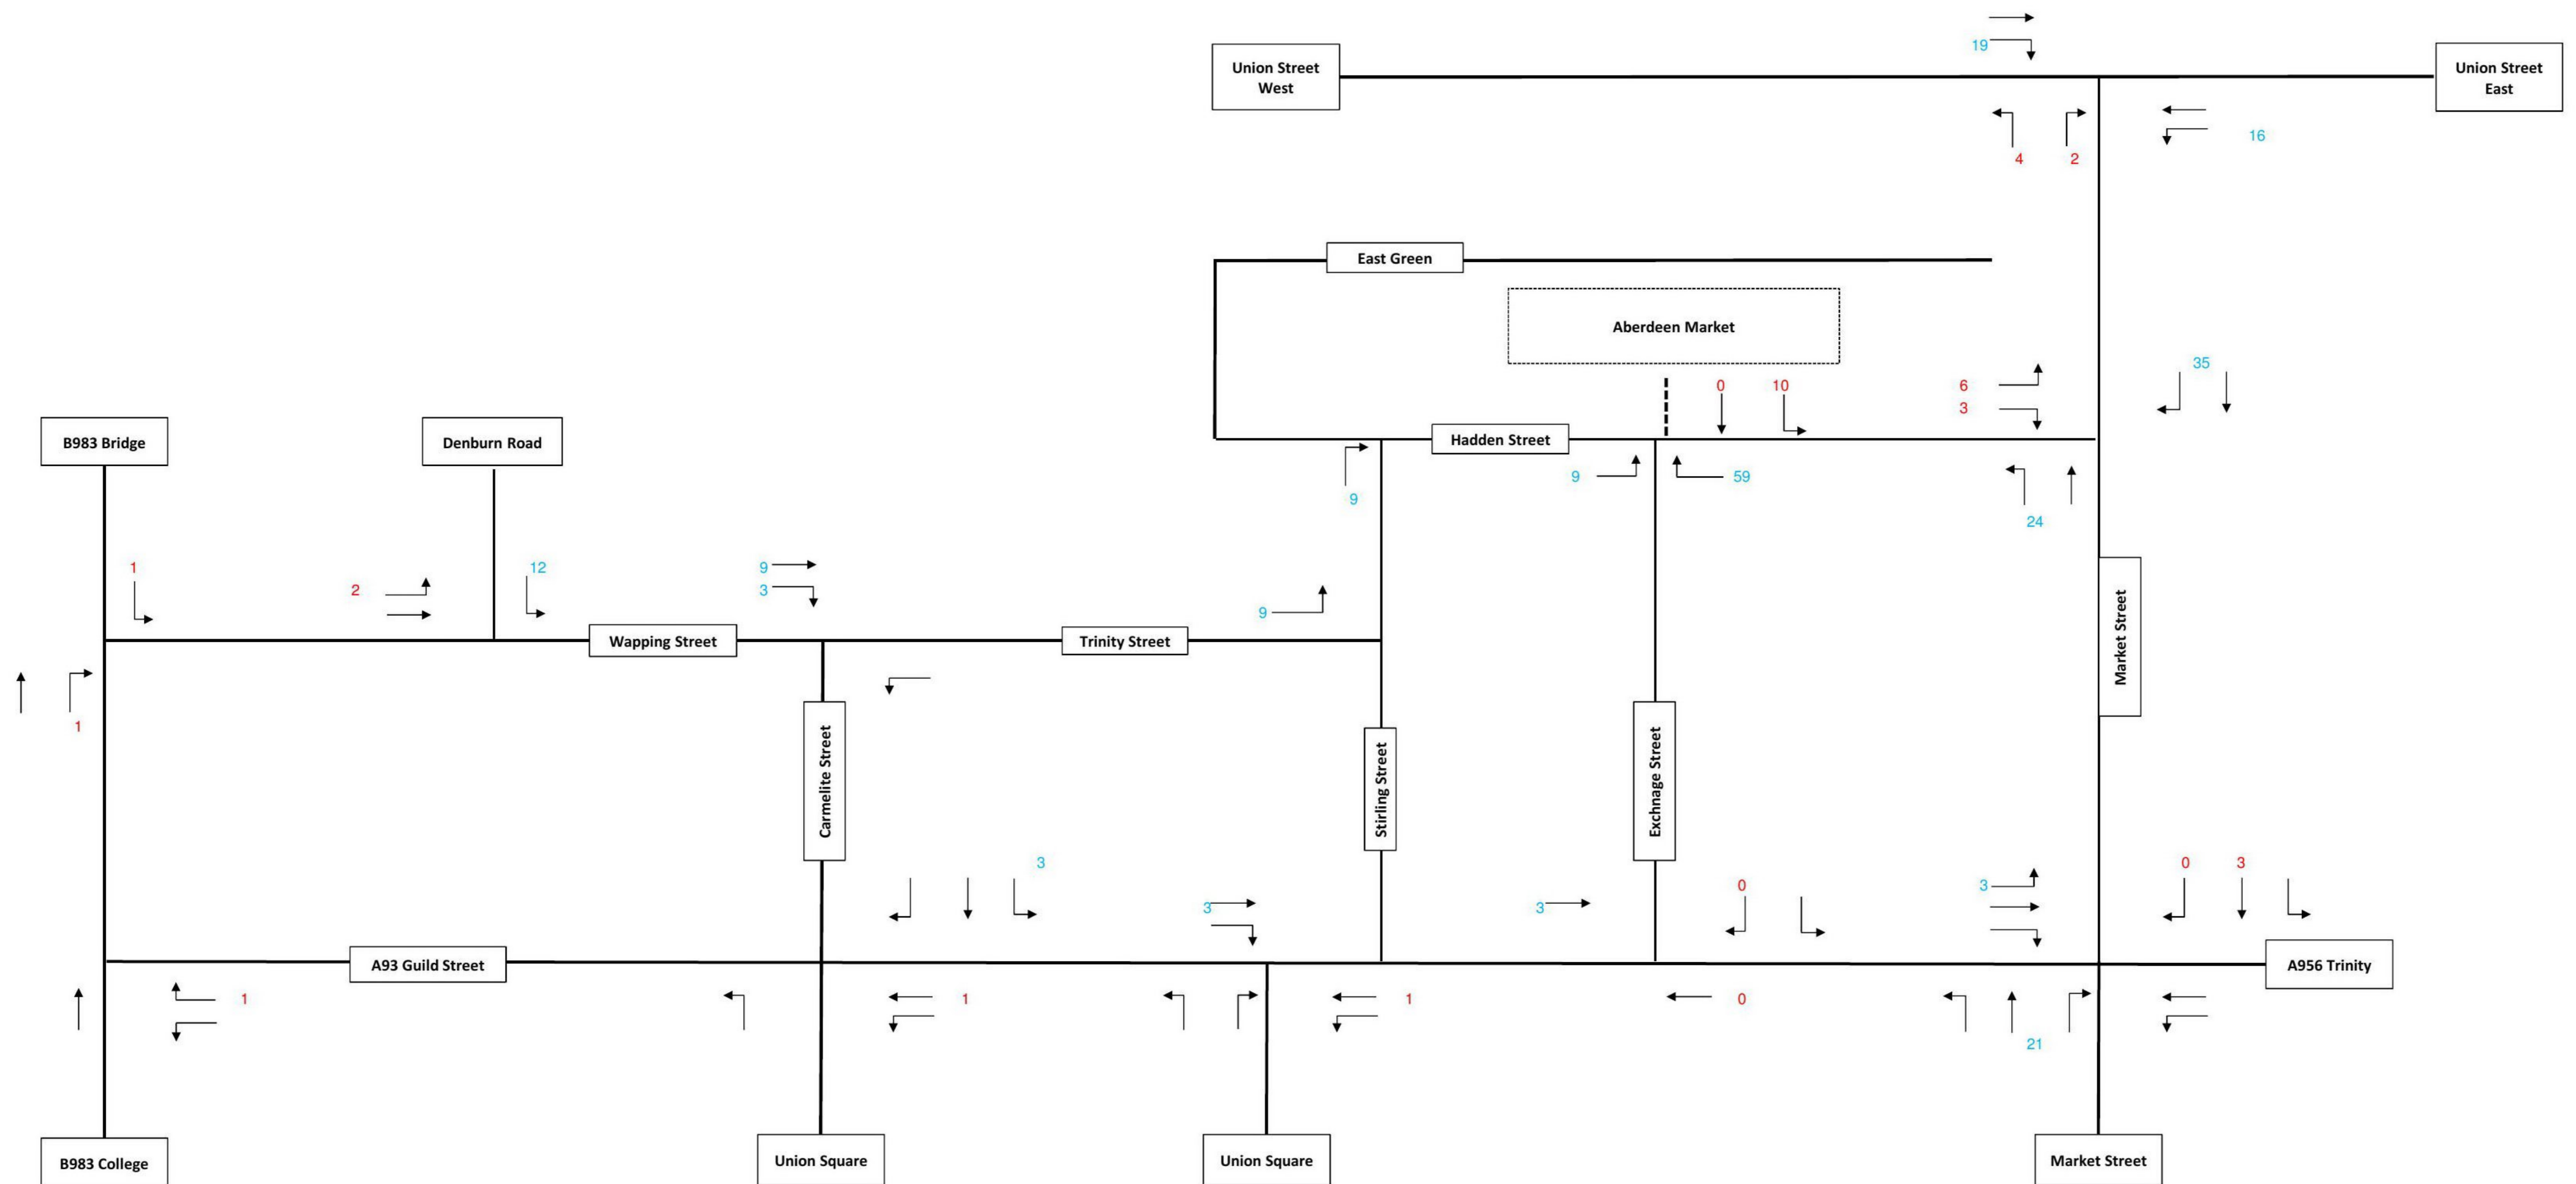 19
Union Street
West
Union Street
East
16
4
2
East Green
Aberdeen Market
35
0
10
6
3
B983 Bridge
Denburn Road
Hadden Street
9
59
9
24
1
2
12
9
3
9
Wapping Street
Trinity Street
Market Street
1
Carmelite Street
Stirling Street
Exchnage Street
3
0
3
0
3
3
3
A93 Guild Street
A956 Trinity
1
1
1
0
21
B983 College
Union Square
Union Square
Market Street